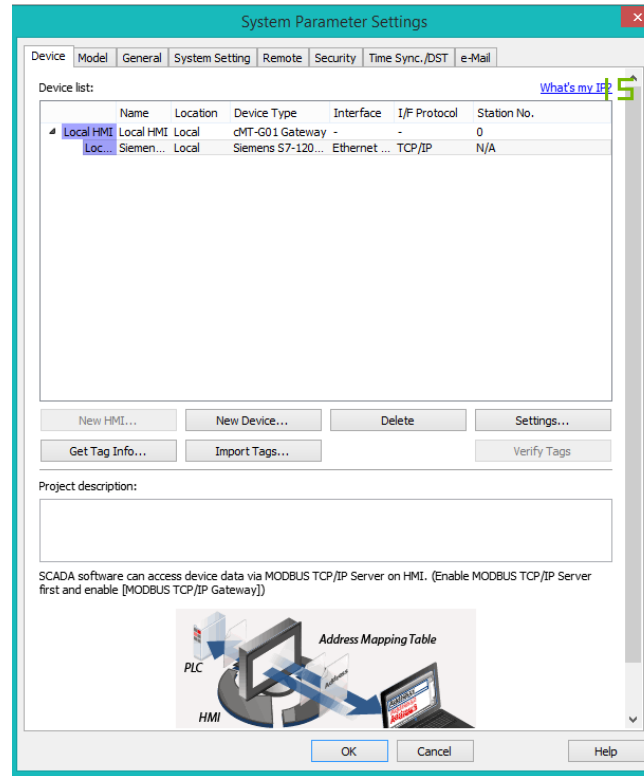 System Parameter Settings
Device Model General System Setting Remote Security Time Sync./DST e-Mail
Device list: What's my IP?
15
Name Location Device Type Interface I/F Protocol Station No.
Local HMI Local HMI Local cMT-G01 Gateway - - 0
Loc... Siemen... Local Siemens S7-120... Ethernet ... TCP/IP N/A
New HMI... New Device... Delete Settings...
Get Tag Info... Import Tags... Verify Tags
Project description:
SCADA software can access device data via MODBUS TCP/IP Server on HMI. (Enable MODBUS TCP/IP Server
first and enable [MODBUS TCP/IP Gateway])
Address Mapping Table
PLC
Address
HMI
Address
Address
OK Cancel Help